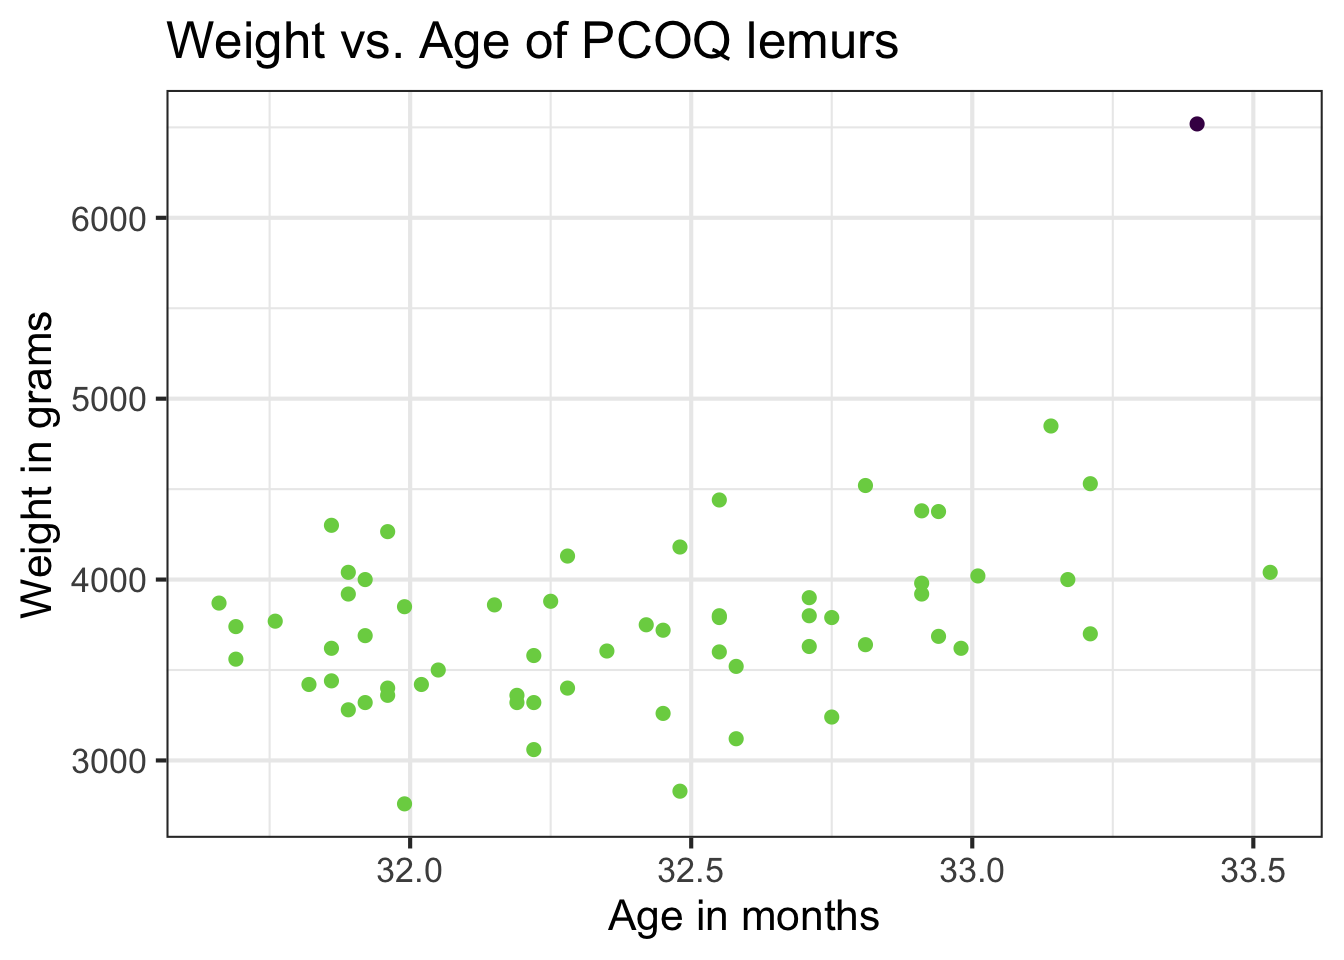 Weight vs. Age of PCOQ lemurs
Weight in grams
6000
5000
4000
3000
32.0 32.5 33.0 33.5
Age in months